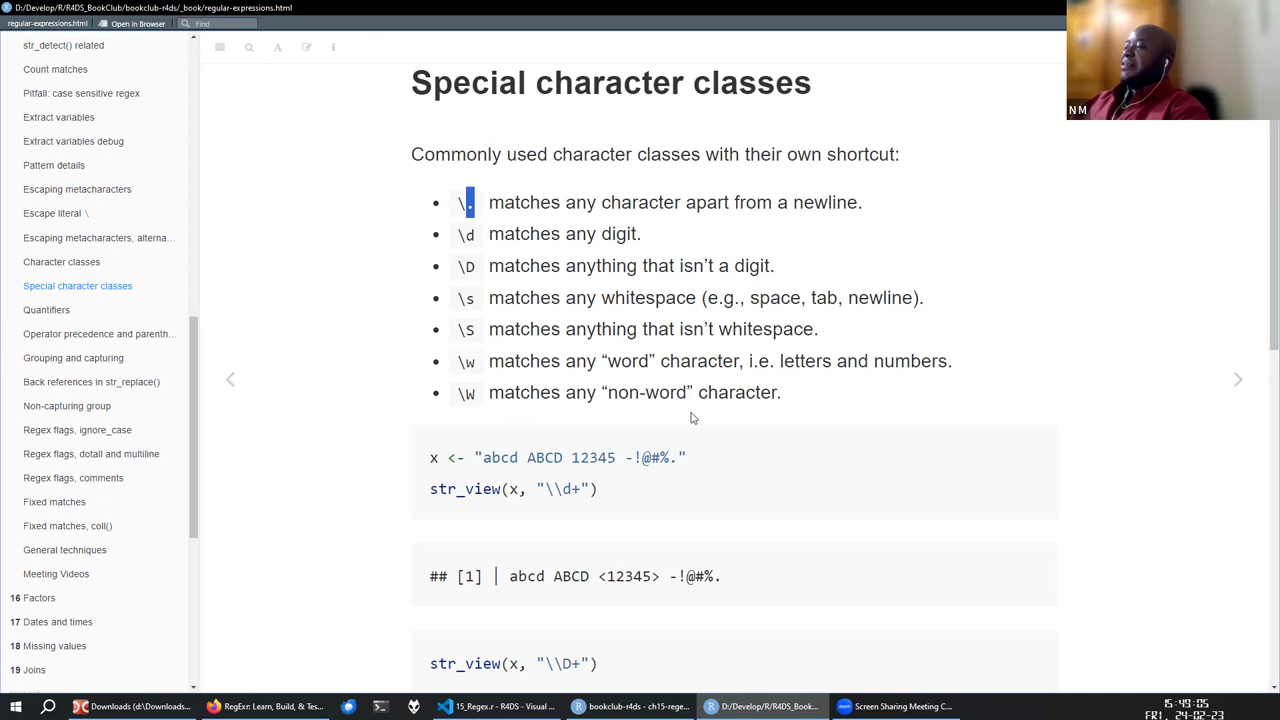 D:/Develop/R/R4DS_BookClub/bookclub-r4ds/_book/regular-expressions.html
regular-expressions.html
Open in Browser
Find
str_detect() related
Count matches
Pitfall: case sensitive regex
Extract variables
Extract variables debug
Pattern details
Escaping metacharacters
Escape literal \
Escaping metacharacters, alterna...
Character classes
Special character classes
Quantifiers
Operator precedence and parenth...
Grouping and capturing
Back references in str_replace()
Non-capturing group
Regex flags, ignore_case
Regex flags, dotall and multiline
Regex flags, comments
Fixed matches
Fixed matches, coll()
General techniques
Meeting Videos
16 Factors
17 Dates and times
18 Missing values
19 Joins
Special character classes
Commonly used character classes with their own shortcut:
• \. matches any character apart from a newline.
• \d matches any digit.
• \D matches anything that isn’t a digit.
• \s matches any whitespace (e.g., space, tab, newline).
• \S matches anything that isn’t whitespace.
• \w matches any “word” character, i.e. letters and numbers.
• \W matches any “non-word” character.
x <- "abcd ABCD 12345 -!@#%."
str_view(x, "\\d+")
## [1] │ abcd ABCD <12345> -!@#%.
str_view(x, "\\D+")
NM
Downloads (d:\Downloads...
RegExr: Learn, Build, & Tes...
15_Regex.r - R4DS - Visual ...
bookclub-r4ds - ch15-rege...
D:/Develop/R/R4DS_Book...
Screen Sharing Meeting C...
15:49:05
FRI, 24-02-23